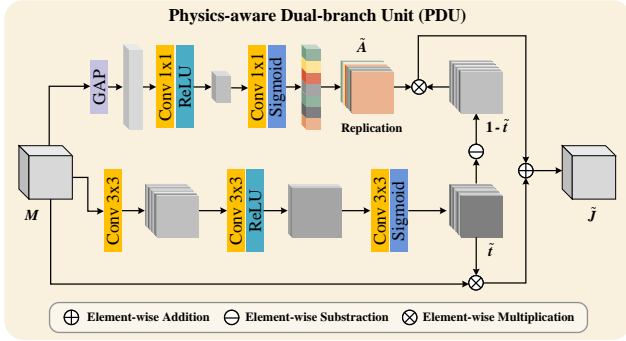 Physics-aware Dual-branch Unit (PDU)
GAP
Conv 1x1
ReLU
Conv 1x1
Sigmoid
Ã
Replication
1 - t̃
M
Conv 3x3
Conv 3x3
ReLU
Conv 3x3
Sigmoid
t̃
J̃
Element-wise Addition
Element-wise Substraction
Element-wise Multiplication